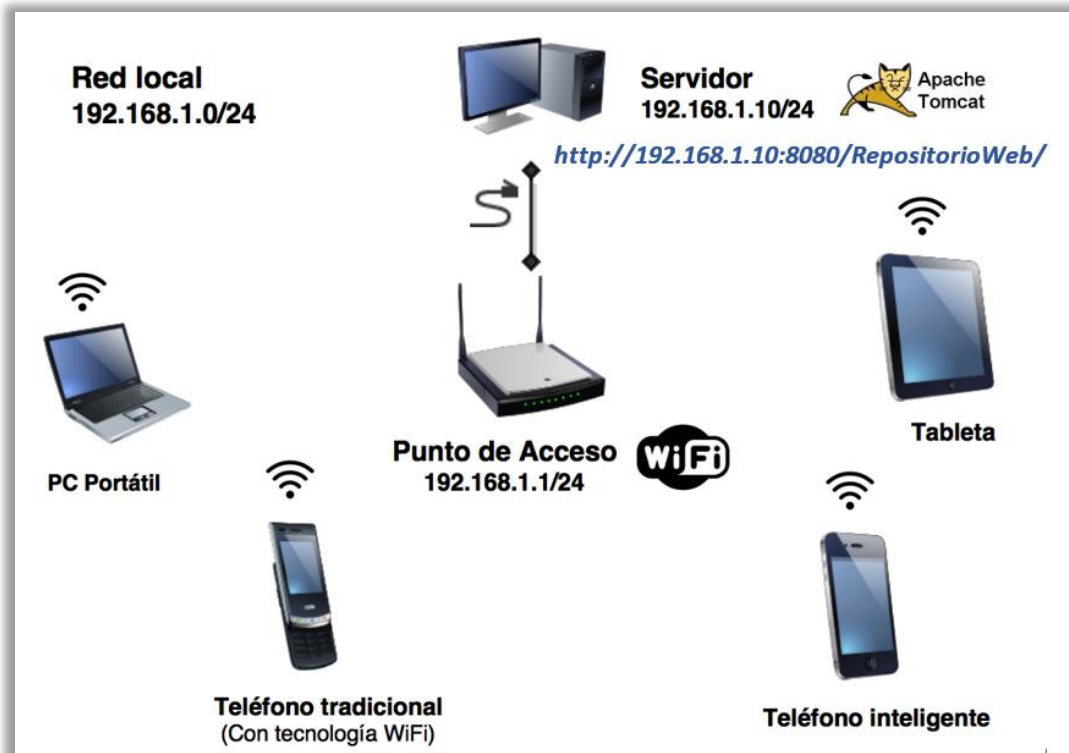 Red local
192.168.1.0/24
Servidor
192.168.1.10/24
Apache
Tomcat
http://192.168.1.10:8080/RepositorioWeb/
PC Portátil
Punto de Acceso
192.168.1.1/24
WiFi
Tableta
Teléfono tradicional
(Con tecnología WiFi)
Teléfono inteligente